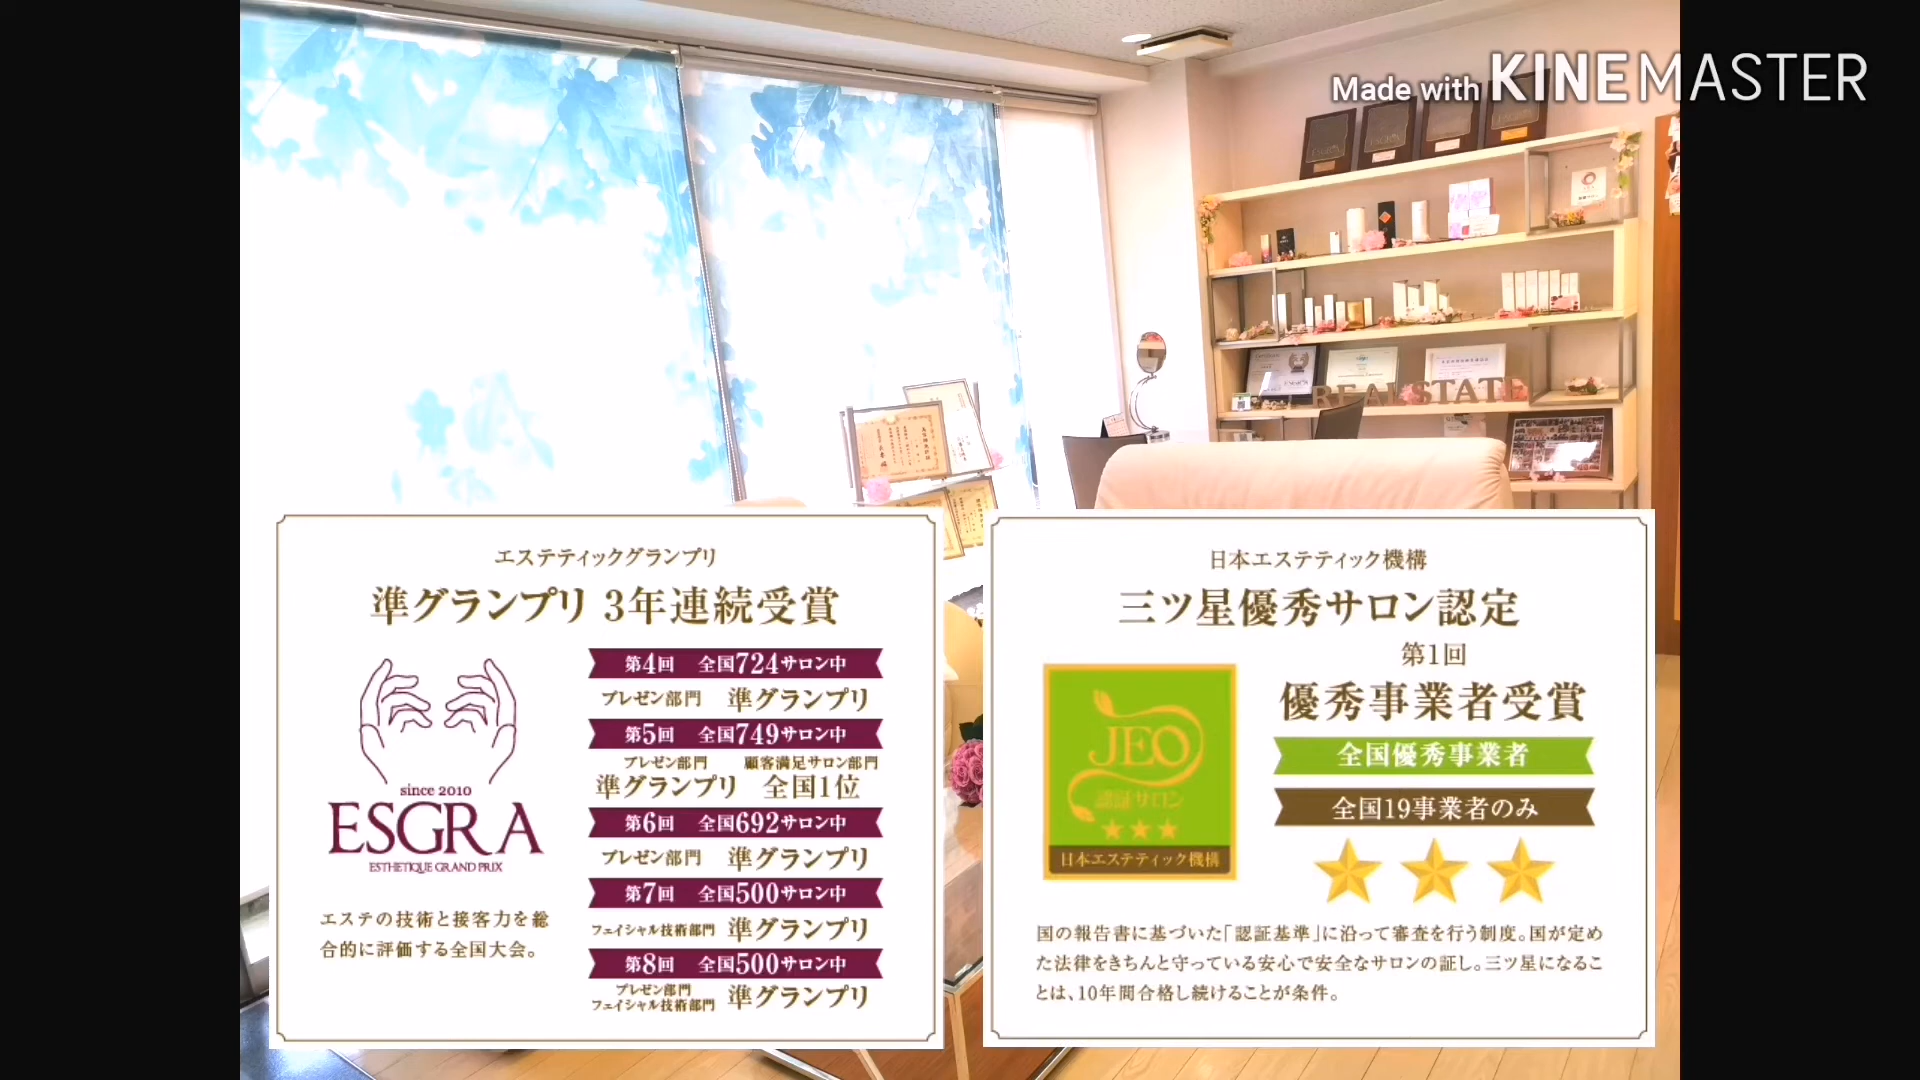 Made with KINEMASTER
REAL STATE
エステティックグランプリ
準グランプリ 3年連続受賞
since 2010
ESGRA
ESTHETIQUE GRAND PRIX
エステの技術と接客力を総
合的に評価する全国大会。
第4回 全国724サロン中
プレゼン部門 準グランプリ
第5回 全国749サロン中
プレゼン部門 顧客満足サロン部門
準グランプリ 全国1位
第6回 全国692サロン中
プレゼン部門 準グランプリ
第7回 全国500サロン中
フェイシャル技術部門 準グランプリ
第8回 全国500サロン中
プレゼン部門
フェイシャル技術部門 準グランプリ
日本エステティック機構
三ツ星優秀サロン認定
第1回
優秀事業者受賞
JEO
認証サロン
日本エステティック機構
全国優秀事業者
全国19事業者のみ
国の報告書に基づいた「認証基準」に沿って審査を行う制度。国が定め
た法律をきちんと守っている安心で安全なサロンの証し。三ツ星になるこ
とは、10年間合格し続けることが条件。